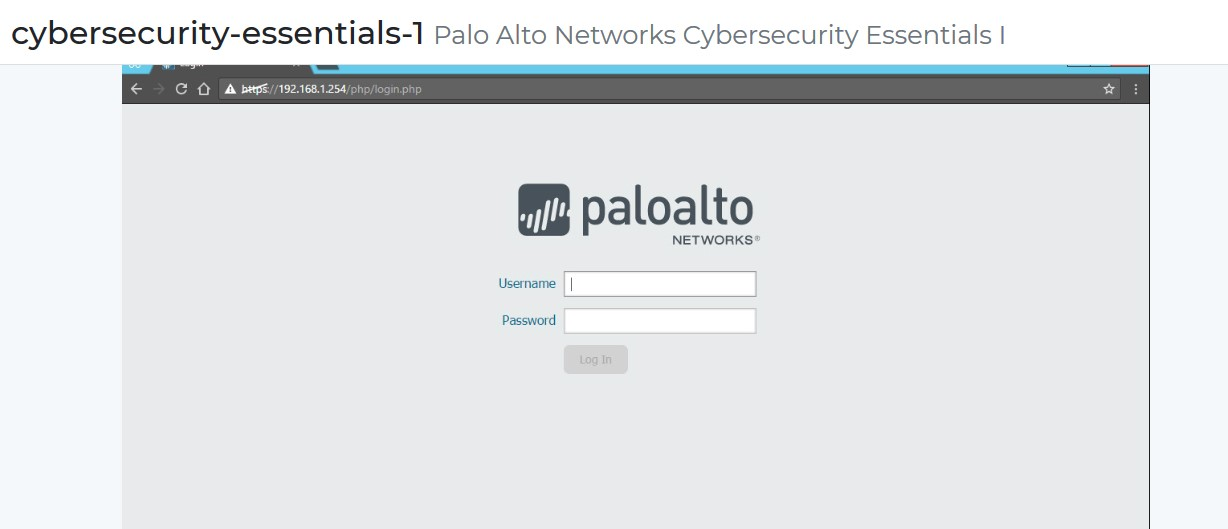 cybersecurity-essentials-1 Palo Alto Networks Cybersecurity Essentials I
https://192.168.1.254/php/login.php
paloalto
NETWORKS®
Username
Password
Log In